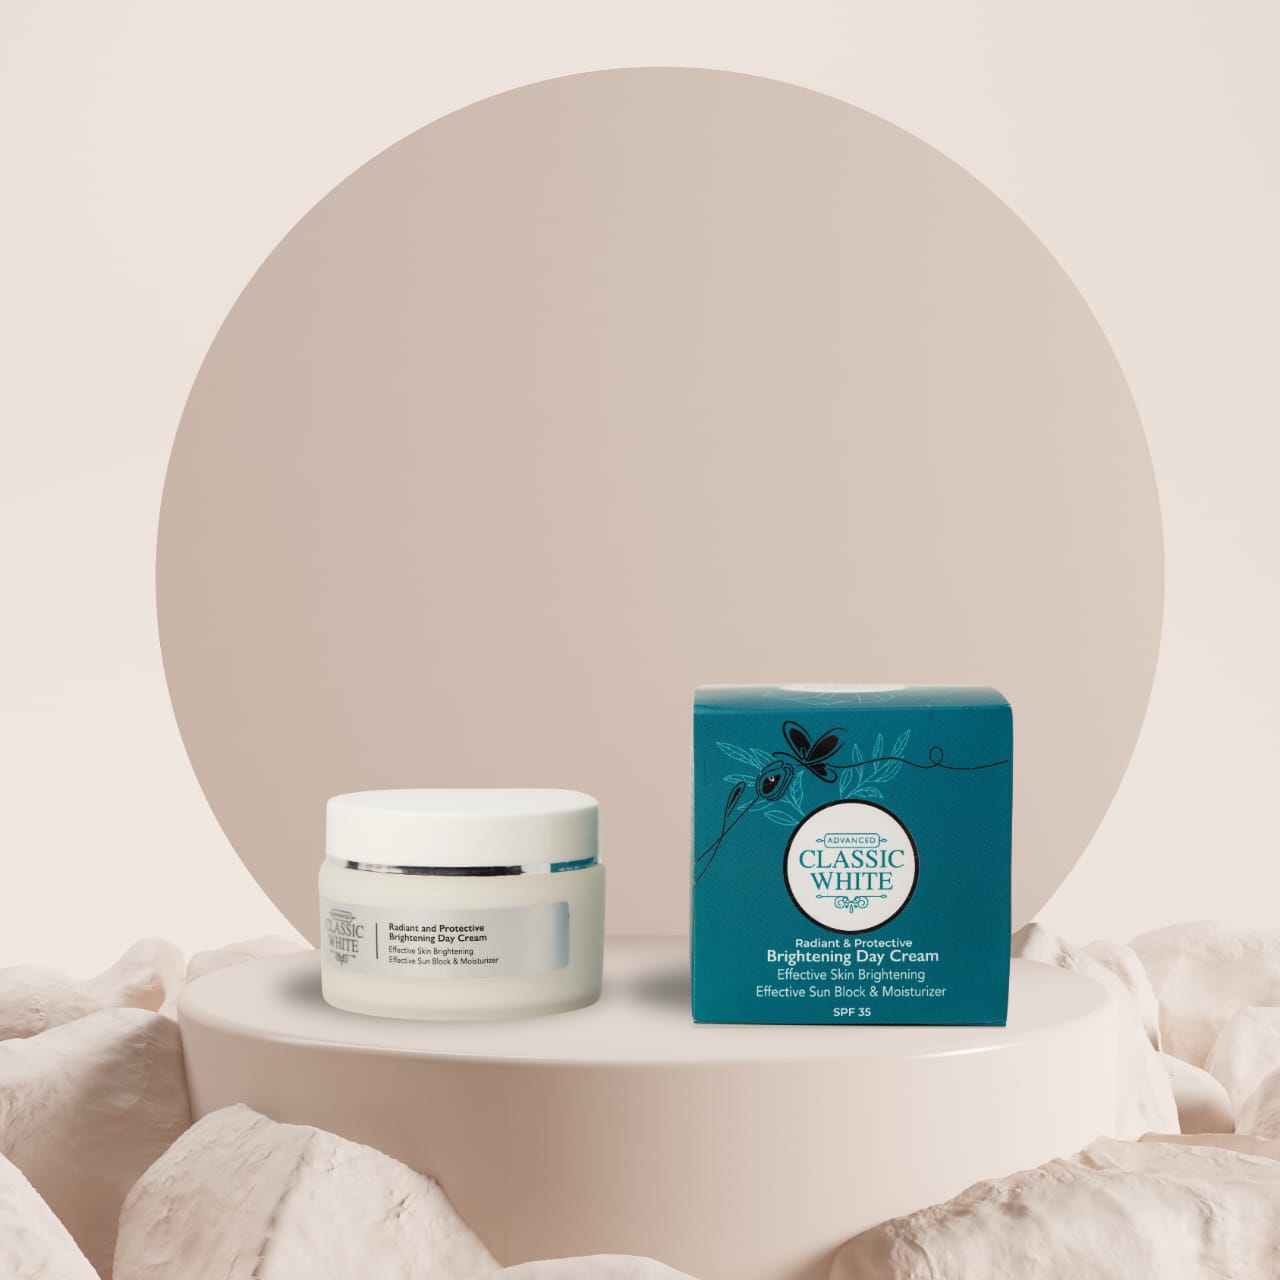 ADVANCED
CLASSIC
WHITE
Radiant and Protective
Brightening Day Cream
Effective Skin Brightening
Effective Sun Block & Moisturizer
ADVANCED
CLASSIC
WHITE
Radiant & Protective
Brightening Day Cream
Effective Skin Brightening
Effective Sun Block & Moisturizer
SPF 35